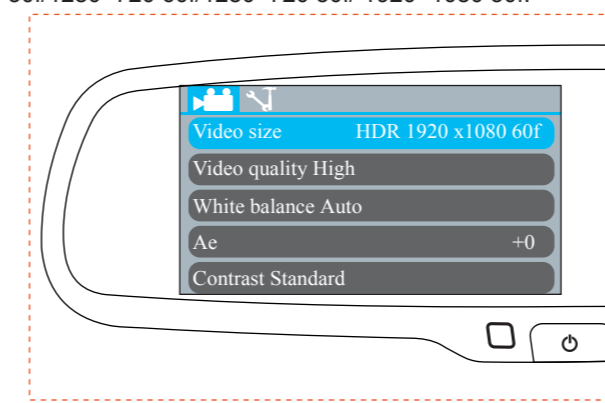 Video size HDR 1920 x1080 60f
Video quality High
White balance Auto
Ae +0
Contrast Standard